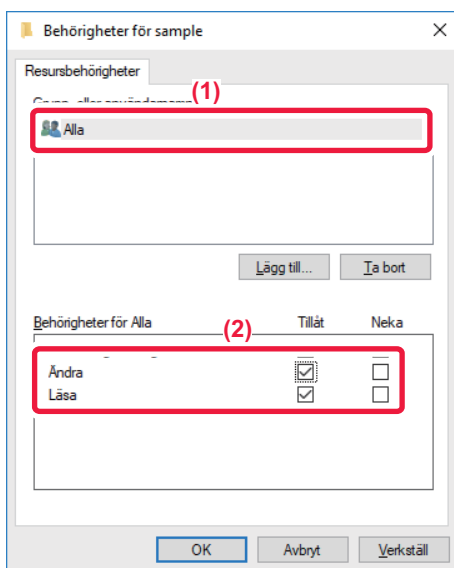 Behörigheter för sample
Resursbehörigheter
(1)
Alla
Lägg till...
Ta bort
Behörigheter för Alla
(2)
Tillåt
Neka
Ändra
Läsa
OK
Avbryt
Verkställ